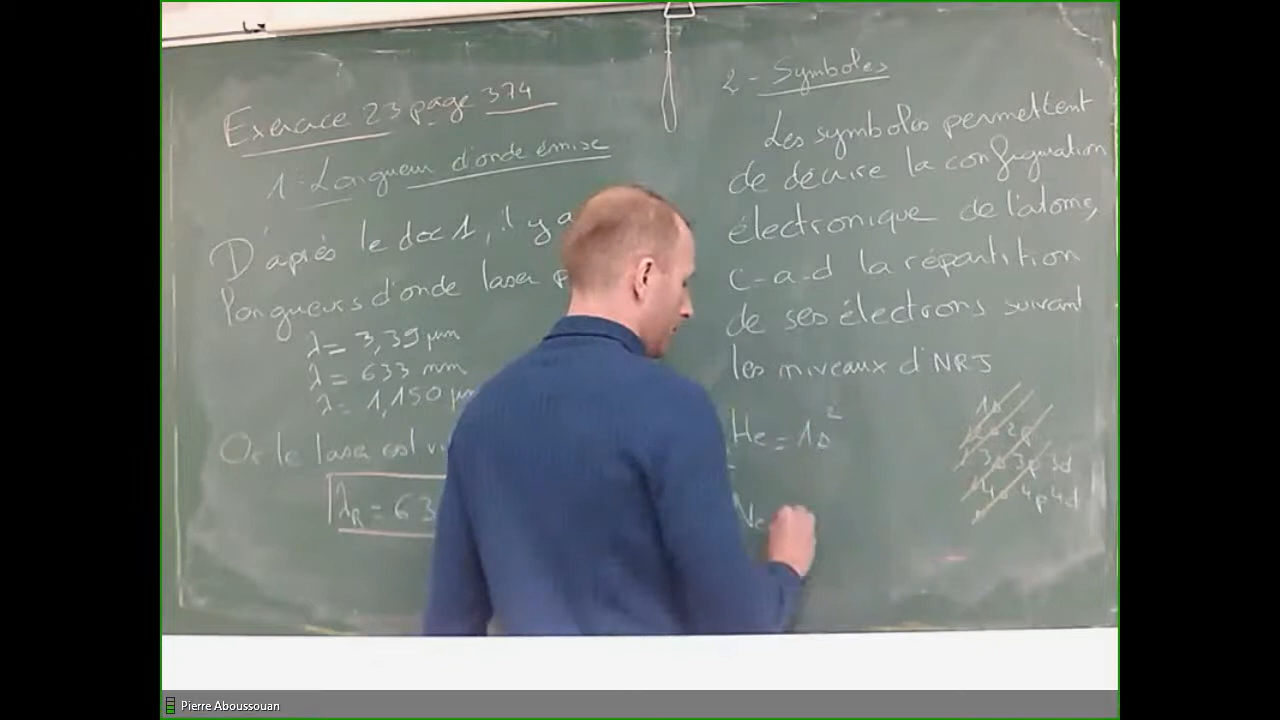 Exercice 23 page 374
1- Longueur d'onde émise
D'après le doc 1, il y a
longueurs d'onde laser p
λ = 3,39 µm
λ = 633 nm
λ = 1,150 µm
Or le laser est vi
λR = 63
2 - Symboles
Les symboles permettent
de décrire la configuration
électronique de l'atome,
c-a-d la répartition
de ses électrons suivant
les niveaux d'NRJ
He = 1s²
Ne
1s
2s 2p
3s 3p 3d
4s 4p 4d
Pierre Aboussouan